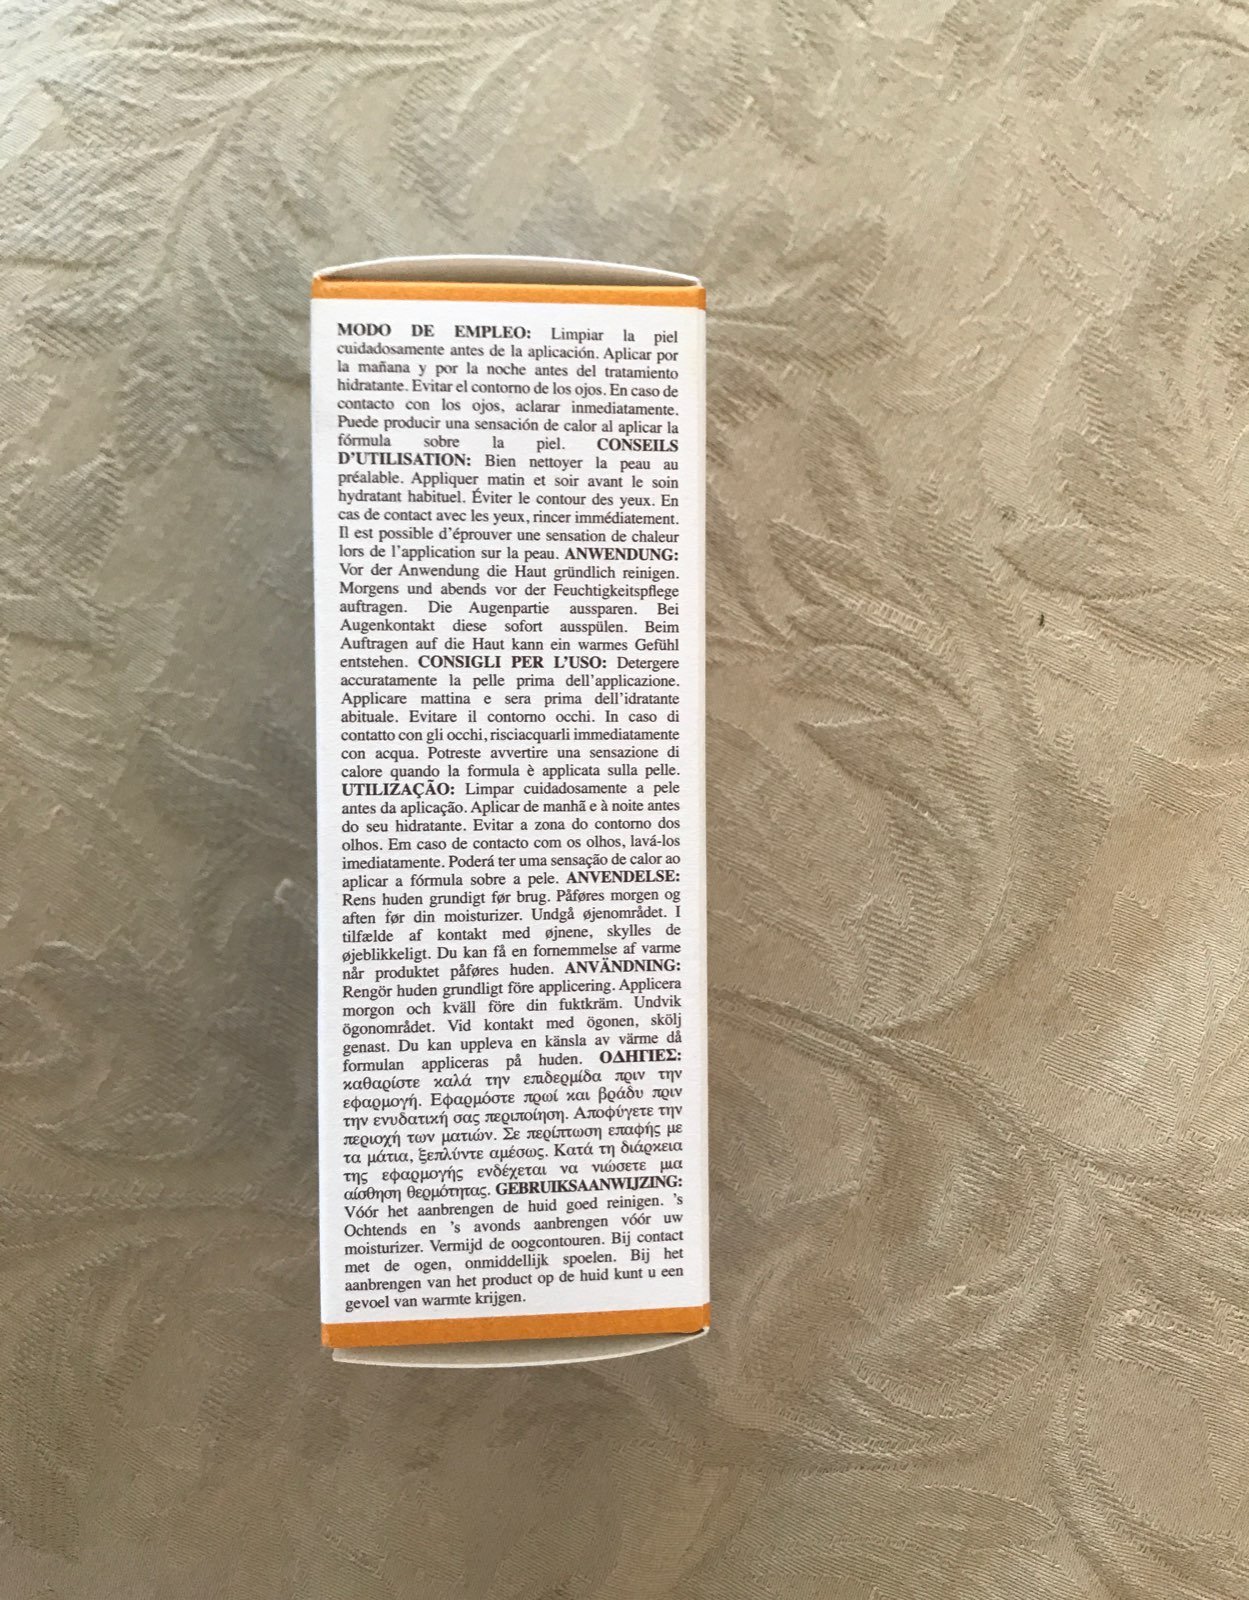 MODO DE EMPLEO: Limpiar la piel
cuidadosamente antes de la aplicación. Aplicar por
la mañana y por la noche antes del tratamiento
hidratante. Evitar el contorno de los ojos. En caso de
contacto con los ojos, aclarar inmediatamente.
Puede producir una sensación de calor al aplicar la
fórmula sobre la piel. CONSEILS
D’UTILISATION: Bien nettoyer la peau au
préalable. Appliquer matin et soir avant le soin
hydratant habituel. Éviter le contour des yeux. En
cas de contact avec les yeux, rincer immédiatement.
Il est possible d’éprouver une sensation de chaleur
lors de l’application sur la peau. ANWENDUNG:
Vor der Anwendung die Haut gründlich reinigen.
Morgens und abends vor der Feuchtigkeitspflege
auftragen. Die Augenpartie aussparen. Bei
Augenkontakt diese sofort ausspülen. Beim
Auftragen auf die Haut kann ein warmes Gefühl
entstehen. CONSIGLI PER L’USO: Detergere
accuratamente la pelle prima dell’applicazione.
Applicare mattina e sera prima dell’idratante
abituale. Evitare il contorno occhi. In caso di
contatto con gli occhi, risciacquarli immediatamente
con acqua. Potreste avvertire una sensazione di
calore quando la formula è applicata sulla pelle.
UTILIZAÇÃO: Limpar cuidadosamente a pele
antes da aplicação. Aplicar de manhã e à noite antes
do seu hidratante. Evitar a zona do contorno dos
olhos. Em caso de contacto com os olhos, lavá-los
imediatamente. Poderá ter uma sensação de calor ao
aplicar a fórmula sobre a pele. ANVENDELSE:
Rens huden grundigt før brug. Påføres morgen og
aften før din moisturizer. Undgå øjenområdet. I
tilfælde af kontakt med øjnene, skylles de
øjeblikkeligt. Du kan få en fornemmelse af varme
når produktet påføres huden. ANVÄNDNING:
Rengör huden grundligt före applicering. Applicera
morgon och kväll före din fuktkräm. Undvik
ögonområdet. Vid kontakt med ögonen, skölj
genast. Du kan uppleva en känsla av värme då
formulan appliceras på huden. ΟΔΗΓΙΕΣ:
καθαρίστε καλά την επιδερμίδα πριν την
εφαρμογή. Εφαρμόστε πρωί και βράδυ πριν
την ενυδατική σας περιποίηση. Αποφύγετε την
περιοχή των ματιών. Σε περίπτωση επαφής με
τα μάτια, ξεπλύντε αμέσως. Κατά τη διάρκεια
της εφαρμογής ενδέχεται να νιώσετε μια
αίσθηση θερμότητας. GEBRUIKSAANWIJZING:
Vóór het aanbrengen de huid goed reinigen. ’s
Ochtends en ’s avonds aanbrengen vóór uw
moisturizer. Vermijd de oogcontouren. Bij contact
met de ogen, onmiddellijk spoelen. Bij het
aanbrengen van het product op de huid kunt u een
gevoel van warmte krijgen.